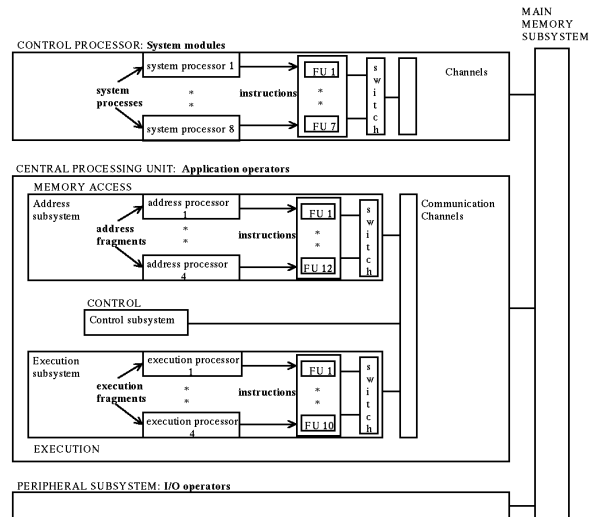 MAIN
MEMORY
SUBSYSTEM
CONTROL PROCESSOR: System modules
system processor 1
system
processes
*
*
system processor 8
instructions
FU 1
*
*
FU 7
switch
Channels
CENTRAL PROCESSING UNIT: Application operators
MEMORY ACCESS
Address
subsystem
address processor
1
address
fragments
*
*
address processor
4
instructions
FU 1
*
*
FU 12
switch
Communication
Channels
CONTROL
Control subsystem
Execution
subsystem
execution processor
1
execution
fragments
*
*
execution processor
4
instructions
FU 1
*
*
FU 10
switch
EXECUTION
PERIPHERAL SUBSYSTEM: I/O operators